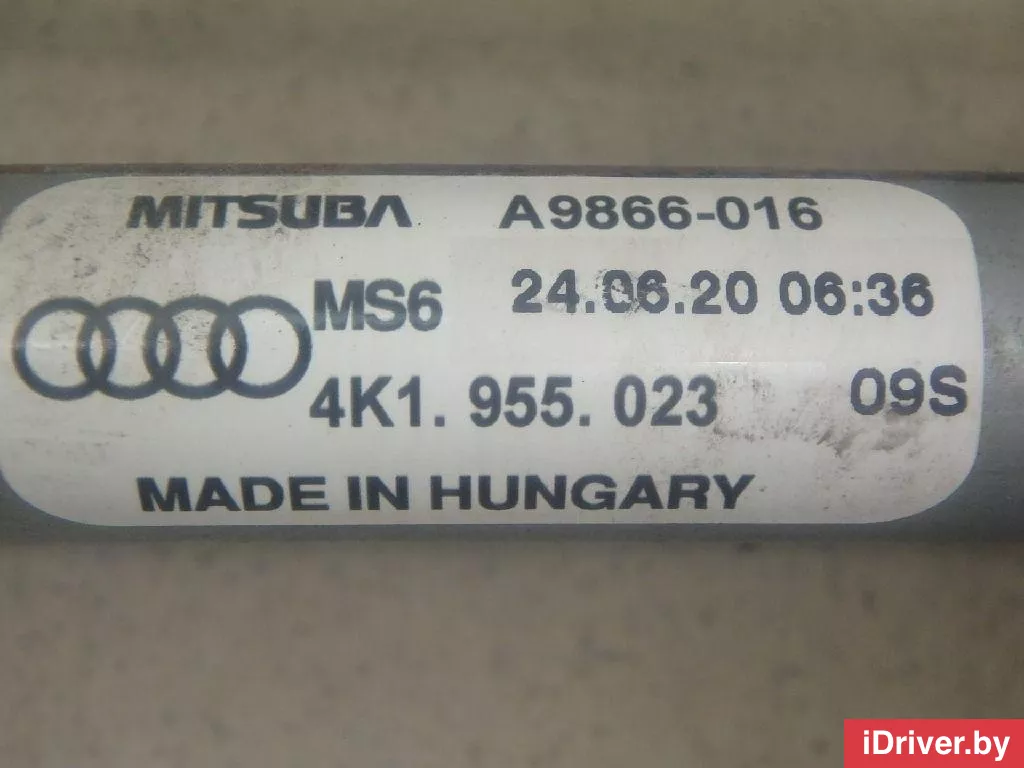 MITSUBA A9866-016
MS6 24.06.20 06:36
4K1. 955. 023 09S
MADE IN HUNGARY
iDriver.by